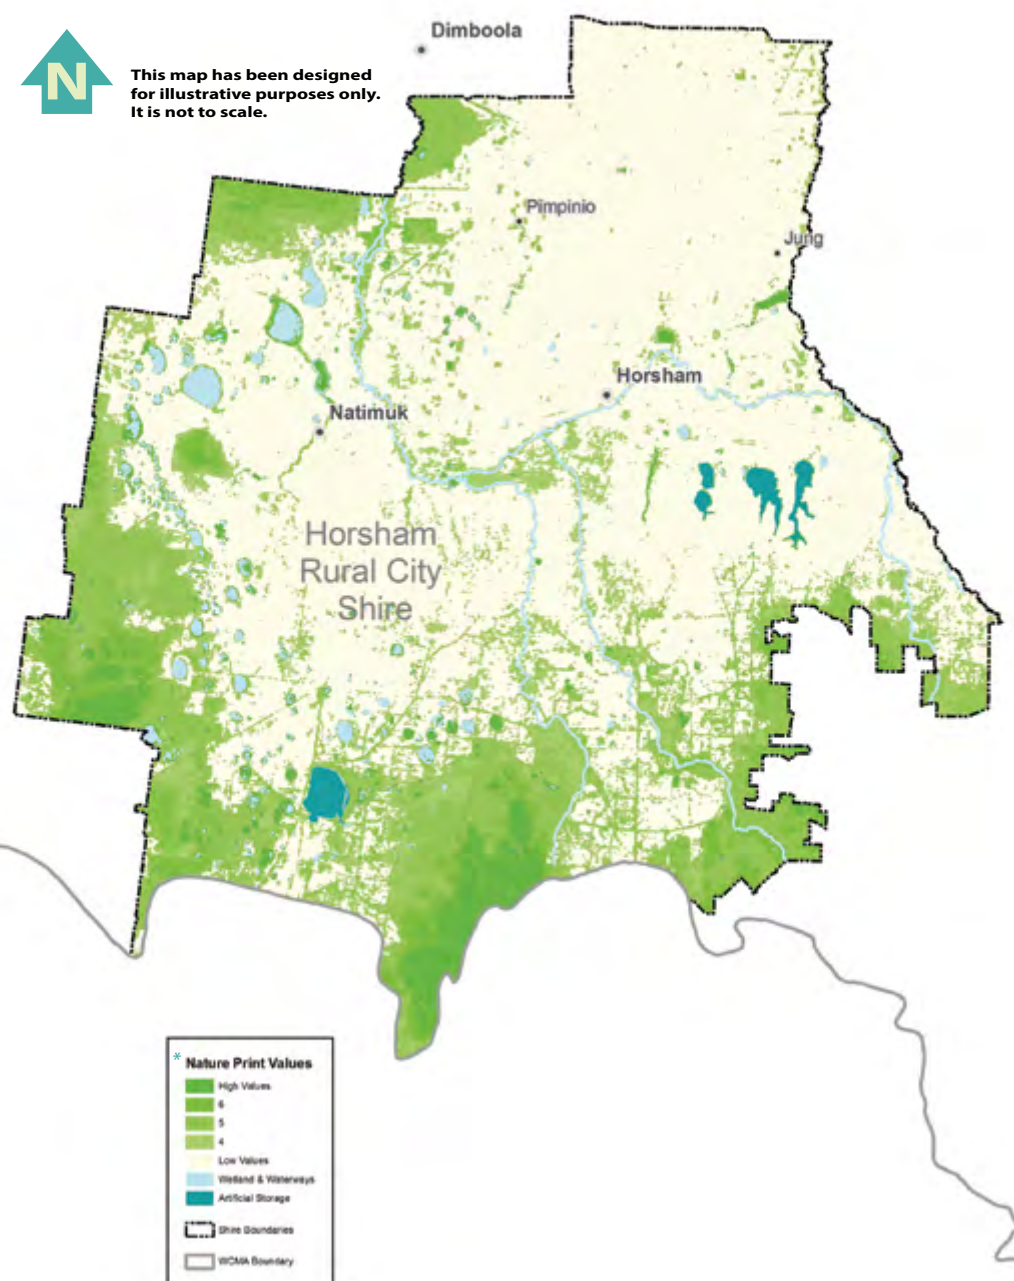 N
This map has been designed
for illustrative purposes only.
It is not to scale.
Dimboola
Pimpinio
Jung
Horsham
Natimuk
Horsham
Rural City
Shire
* Nature Print Values
High Values
6
5
4
Low Values
Wetland & Waterways
Artificial Storage
Shire Boundaries
WCMA Boundary